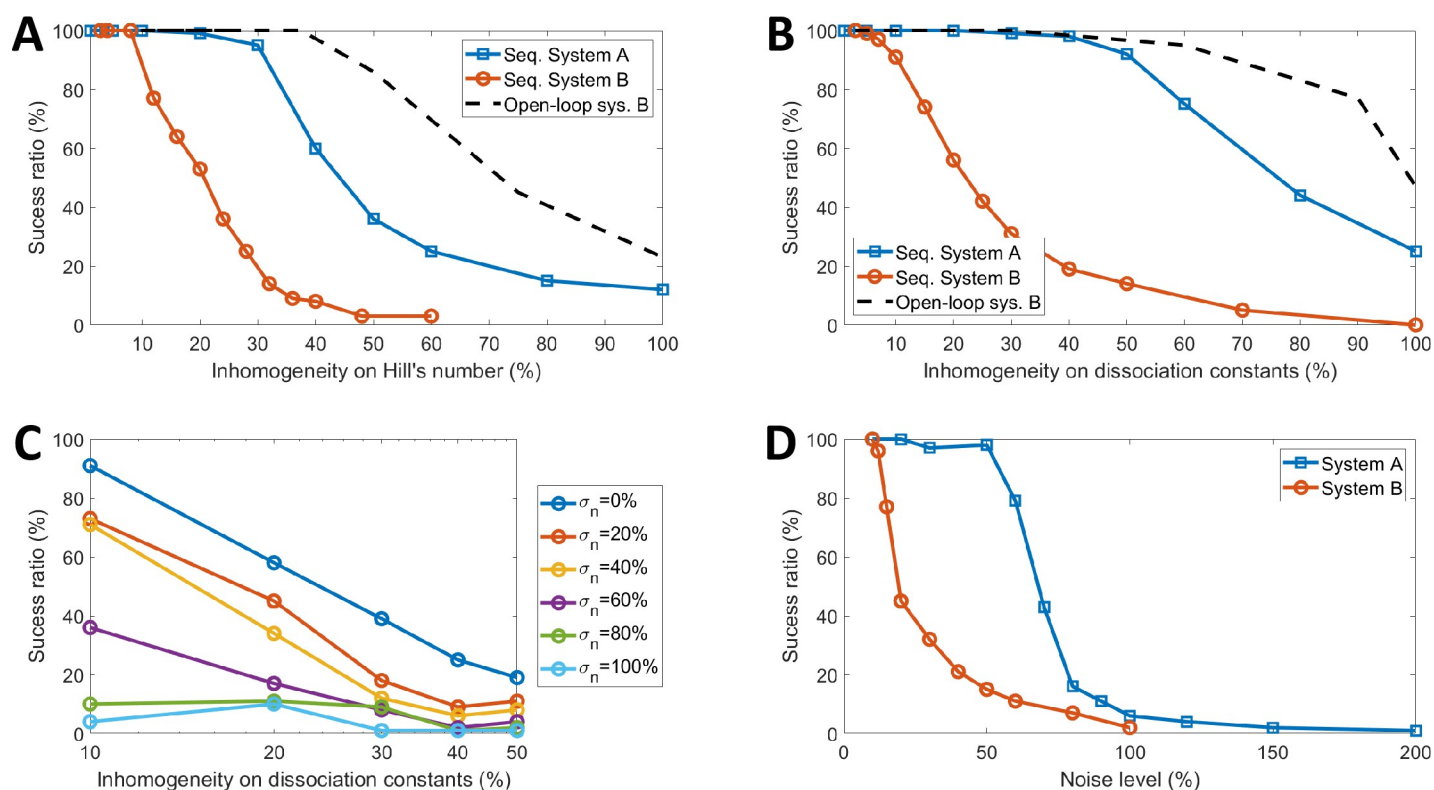 A
100
80
60
40
20
0
Sucess ratio (%)
10 20 30 40 50 60 70 80 90 100
Inhomogeneity on Hill's number (%)
Seq. System A
Seq. System B
Open-loop sys. B
B
100
80
60
40
20
0
Sucess ratio (%)
10 20 30 40 50 60 70 80 90 100
Inhomogeneity on dissociation constants (%)
Seq. System A
Seq. System B
Open-loop sys. B
C
100
80
60
40
20
0
Sucess ratio (%)
10 20 30 40 50
Inhomogeneity on dissociation constants (%)
σn=0%
σn=20%
σn=40%
σn=60%
σn=80%
σn=100%
D
100
80
60
40
20
0
Sucess ratio (%)
0 50 100 150 200
Noise level (%)
System A
System B